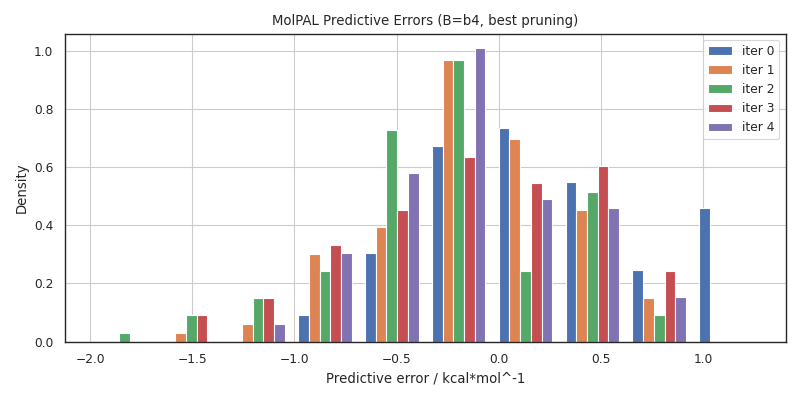 MolPAL Predictive Errors (B=b4, best pruning)
iter 0
iter 1
iter 2
iter 3
iter 4
Density
1.0
0.8
0.6
0.4
0.2
0.0
−2.0
−1.5
−1.0
−0.5
0.0
0.5
1.0
Predictive error / kcal*mol^-1